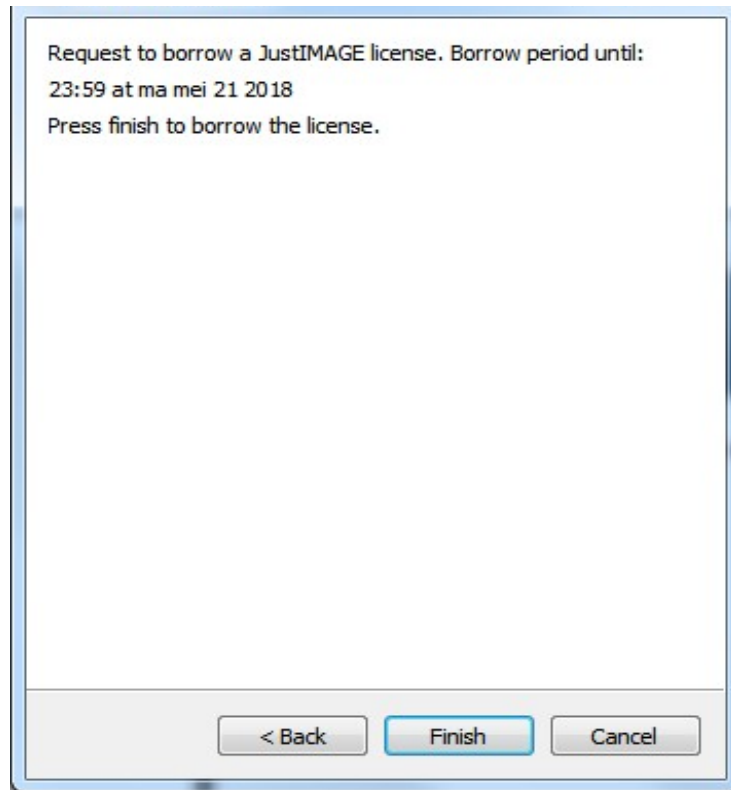 Request to borrow a JustIMAGE license. Borrow period until:
23:59 at ma mei 21 2018
Press finish to borrow the license.
< Back Finish Cancel